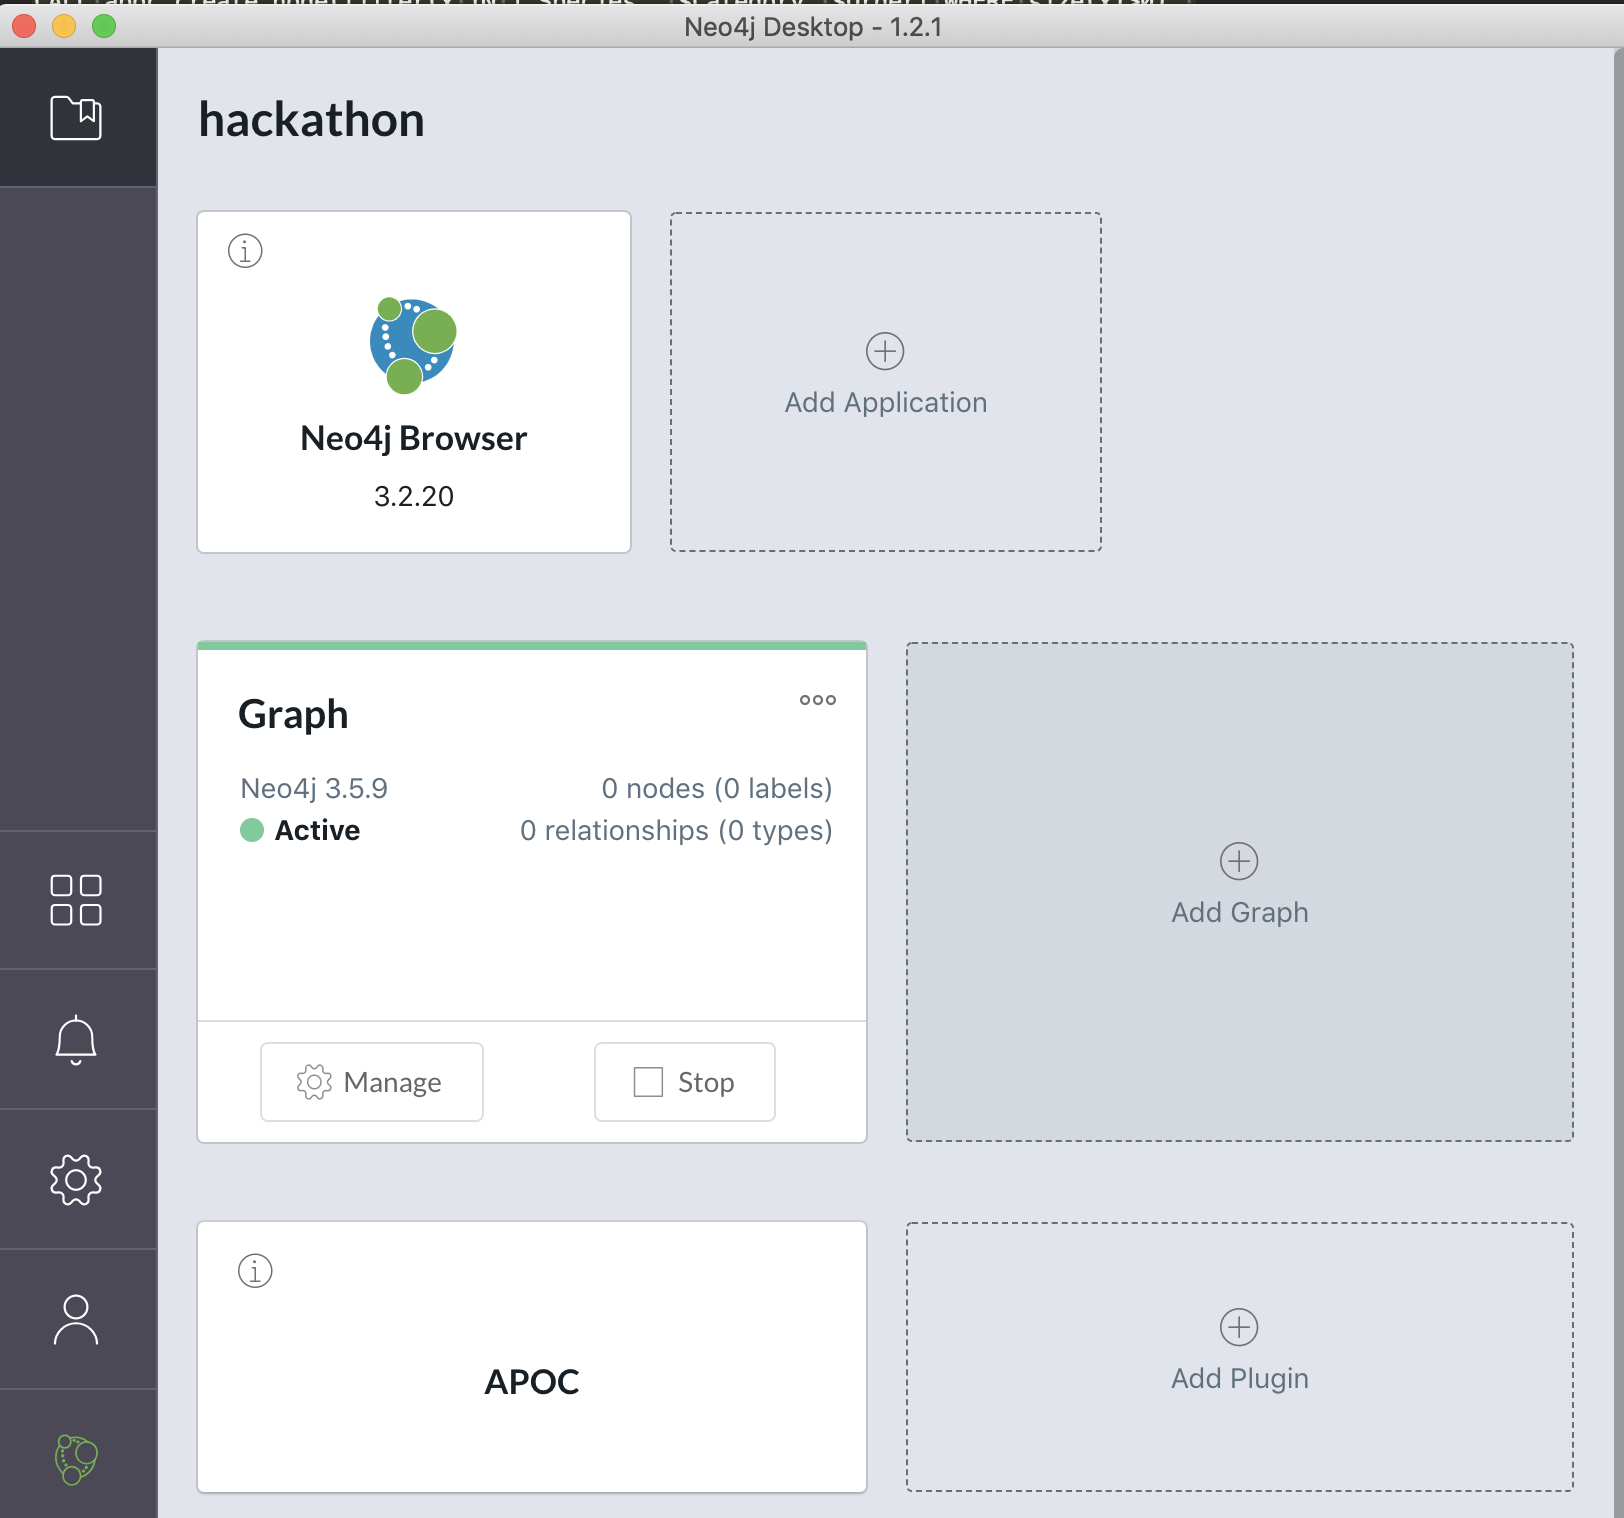 Neo4j Desktop - 1.2.1
hackathon
Neo4j Browser
3.2.20
Add Application
Graph
Neo4j 3.5.9
0 nodes (0 labels)
Active
0 relationships (0 types)
Add Graph
Manage
Stop
APOC
Add Plugin